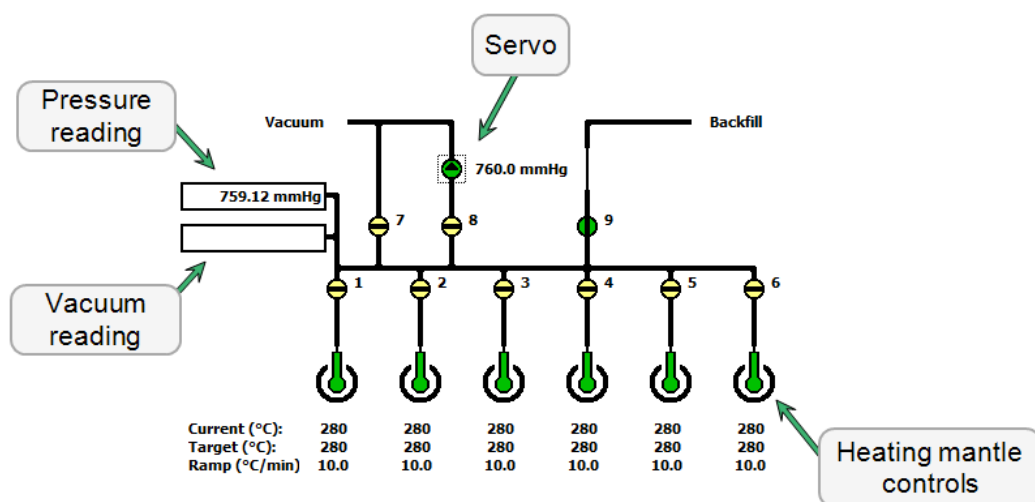 Servo
Pressure
reading
Vacuum
Backfill
760.0 mmHg
759.12 mmHg
7
8
9
Vacuum
reading
1
2
3
4
5
6
Current (°C): 280 280 280 280 280 280
Target (°C): 280 280 280 280 280 280
Ramp (°C/min) 10.0 10.0 10.0 10.0 10.0 10.0
Heating mantle
controls